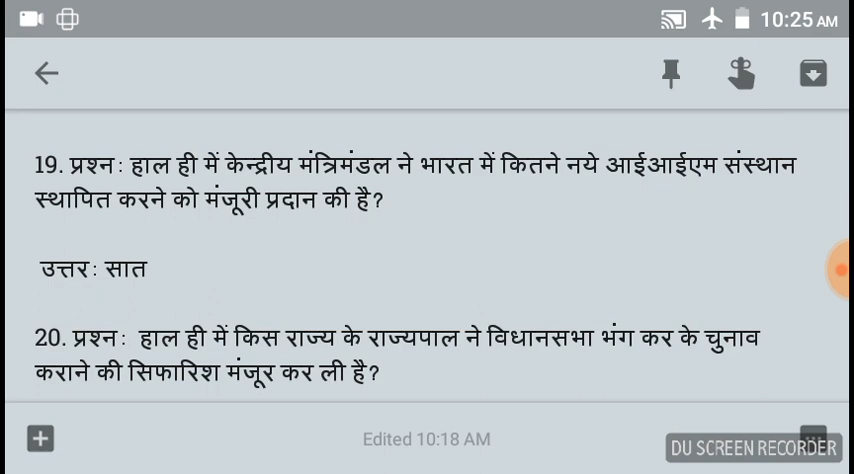 10:25 AM
19. प्रश्नः हाल ही में केन्द्रीय मंत्रिमंडल ने भारत में कितने नये आईआईएम संस्थान
स्थापित करने को मंजूरी प्रदान की है?
उत्तरः सात
20. प्रश्नः हाल ही में किस राज्य के राज्यपाल ने विधानसभा भंग कर के चुनाव
कराने की सिफारिश मंजूर कर ली है?
Edited 10:18 AM
DU SCREEN RECORDER